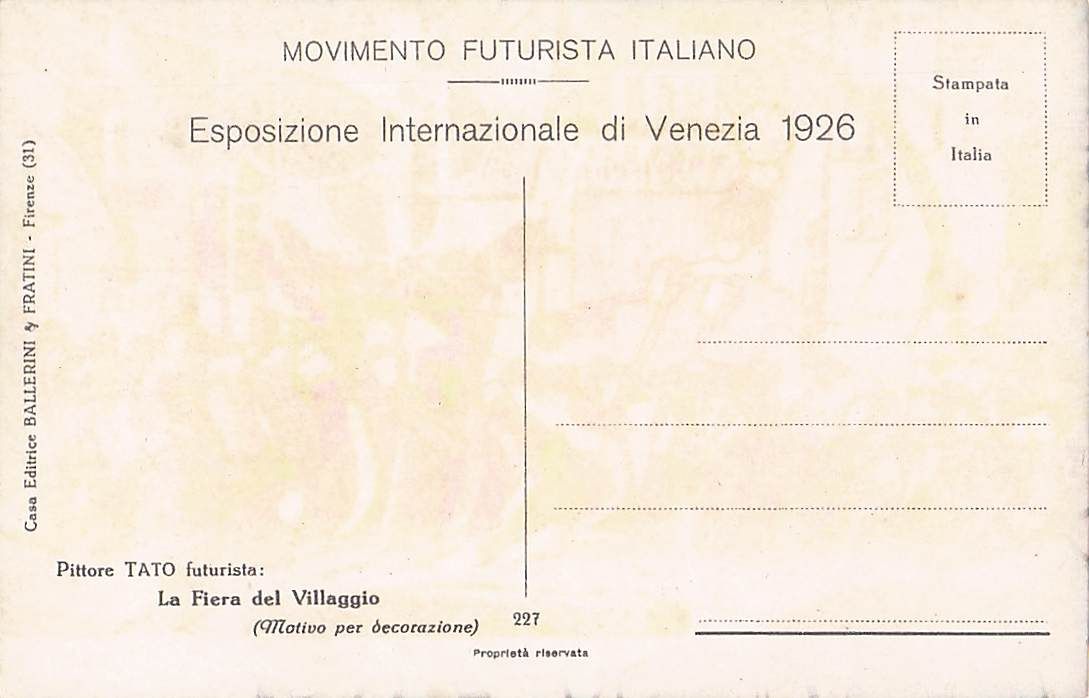 MOVIMENTO FUTURISTA ITALIANO
Esposizione Internazionale di Venezia 1926
Stampata
in
Italia
Casa Editrice BALLERINI & FRATINI - Firenze (31)
Pittore TATO futurista:
La Fiera del Villaggio
(Motivo per decorazione)
227
Proprietà riservata